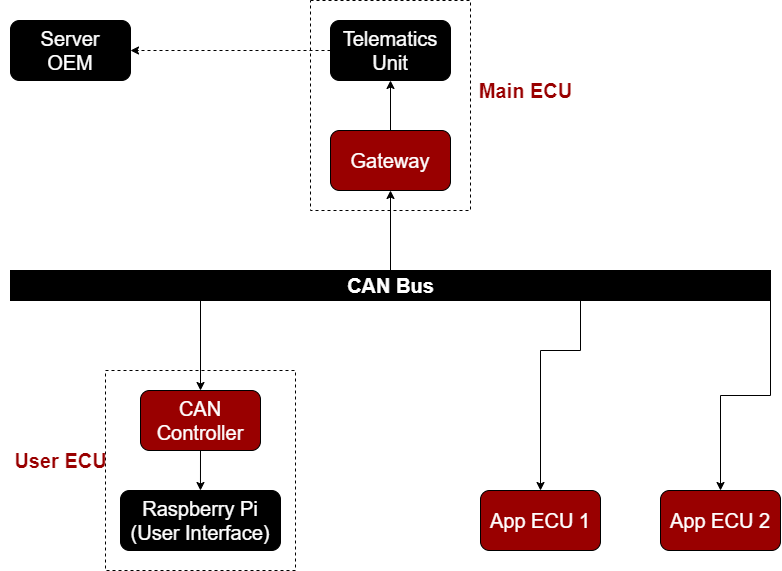 Server
OEM
Telematics
Unit
Main ECU
Gateway
CAN Bus
CAN
Controller
User ECU
Raspberry Pi
(User Interface)
App ECU 1
App ECU 2